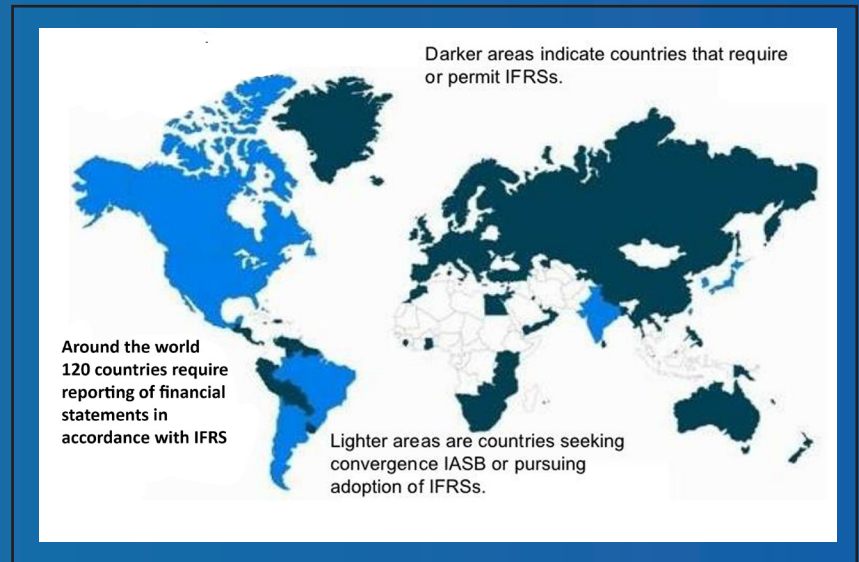 Darker areas indicate countries that require
or permit IFRSs.
Around the world
120 countries require
reporting of financial
statements in
accordance with IFRS
Lighter areas are countries seeking
convergence IASB or pursuing
adoption of IFRSs.